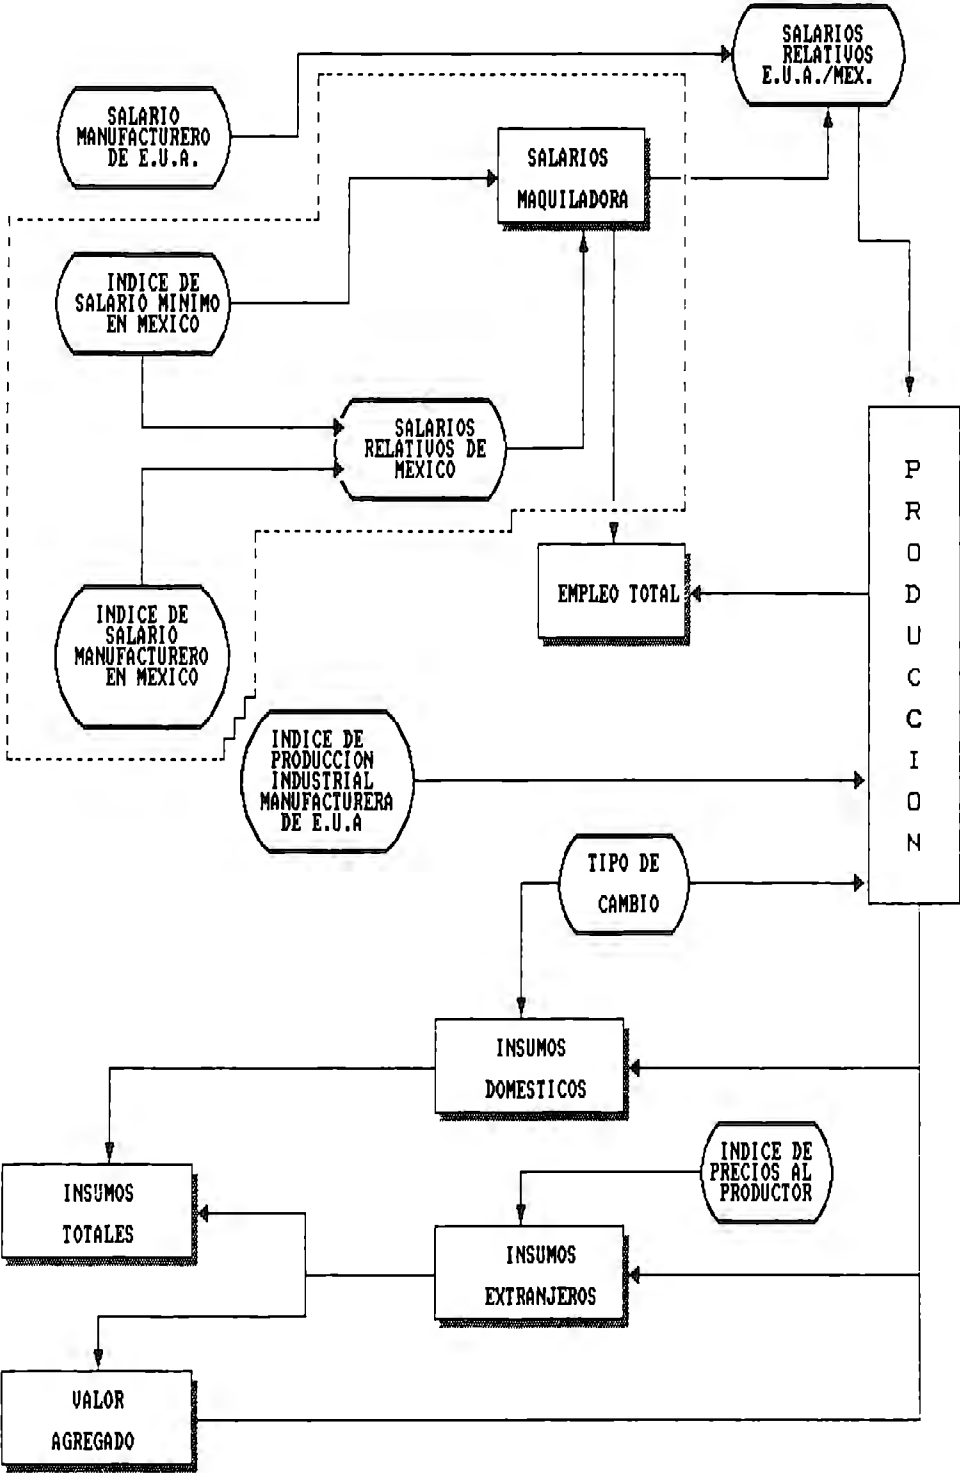 SALARIOS
RELATIVOS
E.U.A./MEX.
SALARIO
MANUFACTURERO
DE E.U.A.
SALARIOS
MAQUILADORA
INDICE DE
SALARIO MINIMO
EN MEXICO
SALARIOS
RELATIVOS DE
MEXICO
PRODUCCION
EMPLEO TOTAL
INDICE DE
SALARIO
MANUFACTURERO
EN MEXICO
INDICE DE
PRODUCCION
INDUSTRIAL
MANUFACTURERA
DE E.U.A
TIPO DE
CAMBIO
INSUMOS
DOMESTICOS
INDICE DE
PRECIOS AL
PRODUCTOR
INSUMOS
TOTALES
INSUMOS
EXTRANJEROS
VALOR
AGREGADO